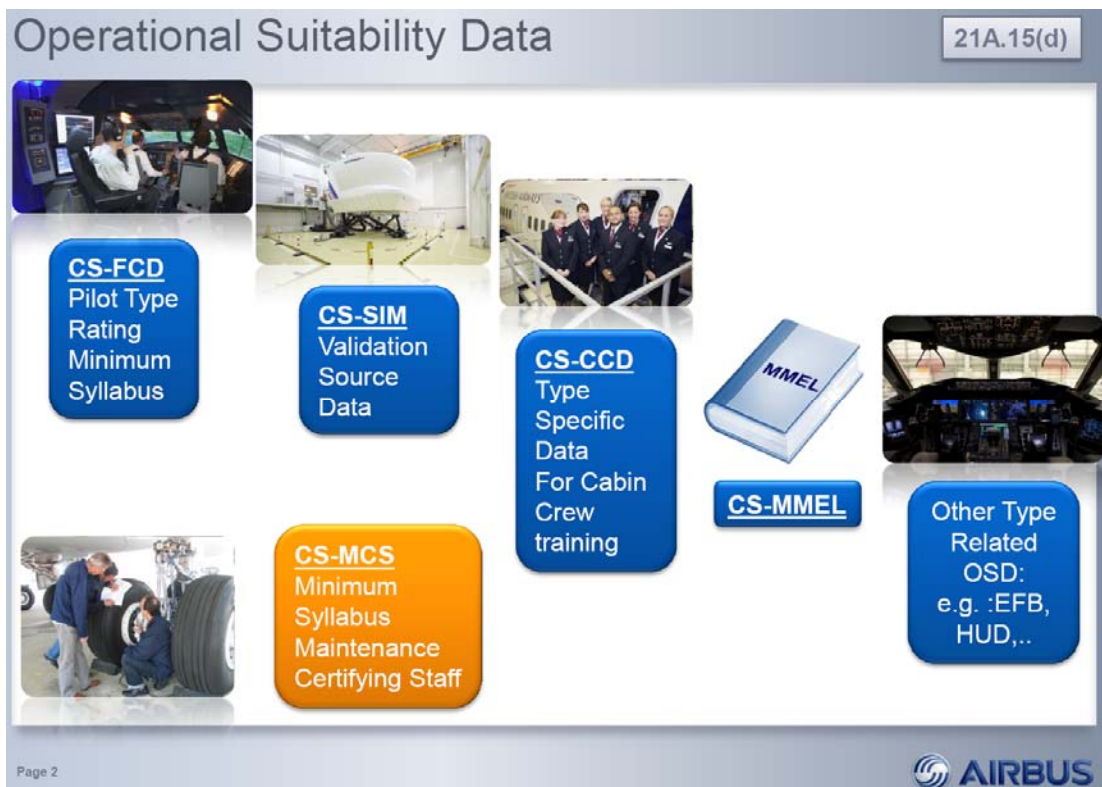 Operational Suitability Data
21A.15(d)
CS-FCD
Pilot Type
Rating
Minimum
Syllabus
CS-SIM
Validation
Source
Data
CS-CCD
Type
Specific
Data
For Cabin
Crew
training
MMEL
CS-MMEL
Other Type
Related
OSD:
e.g. :EFB,
HUD,..
CS-MCS
Minimum
Syllabus
Maintenance
Certifying Staff
Page 2
AIRBUS